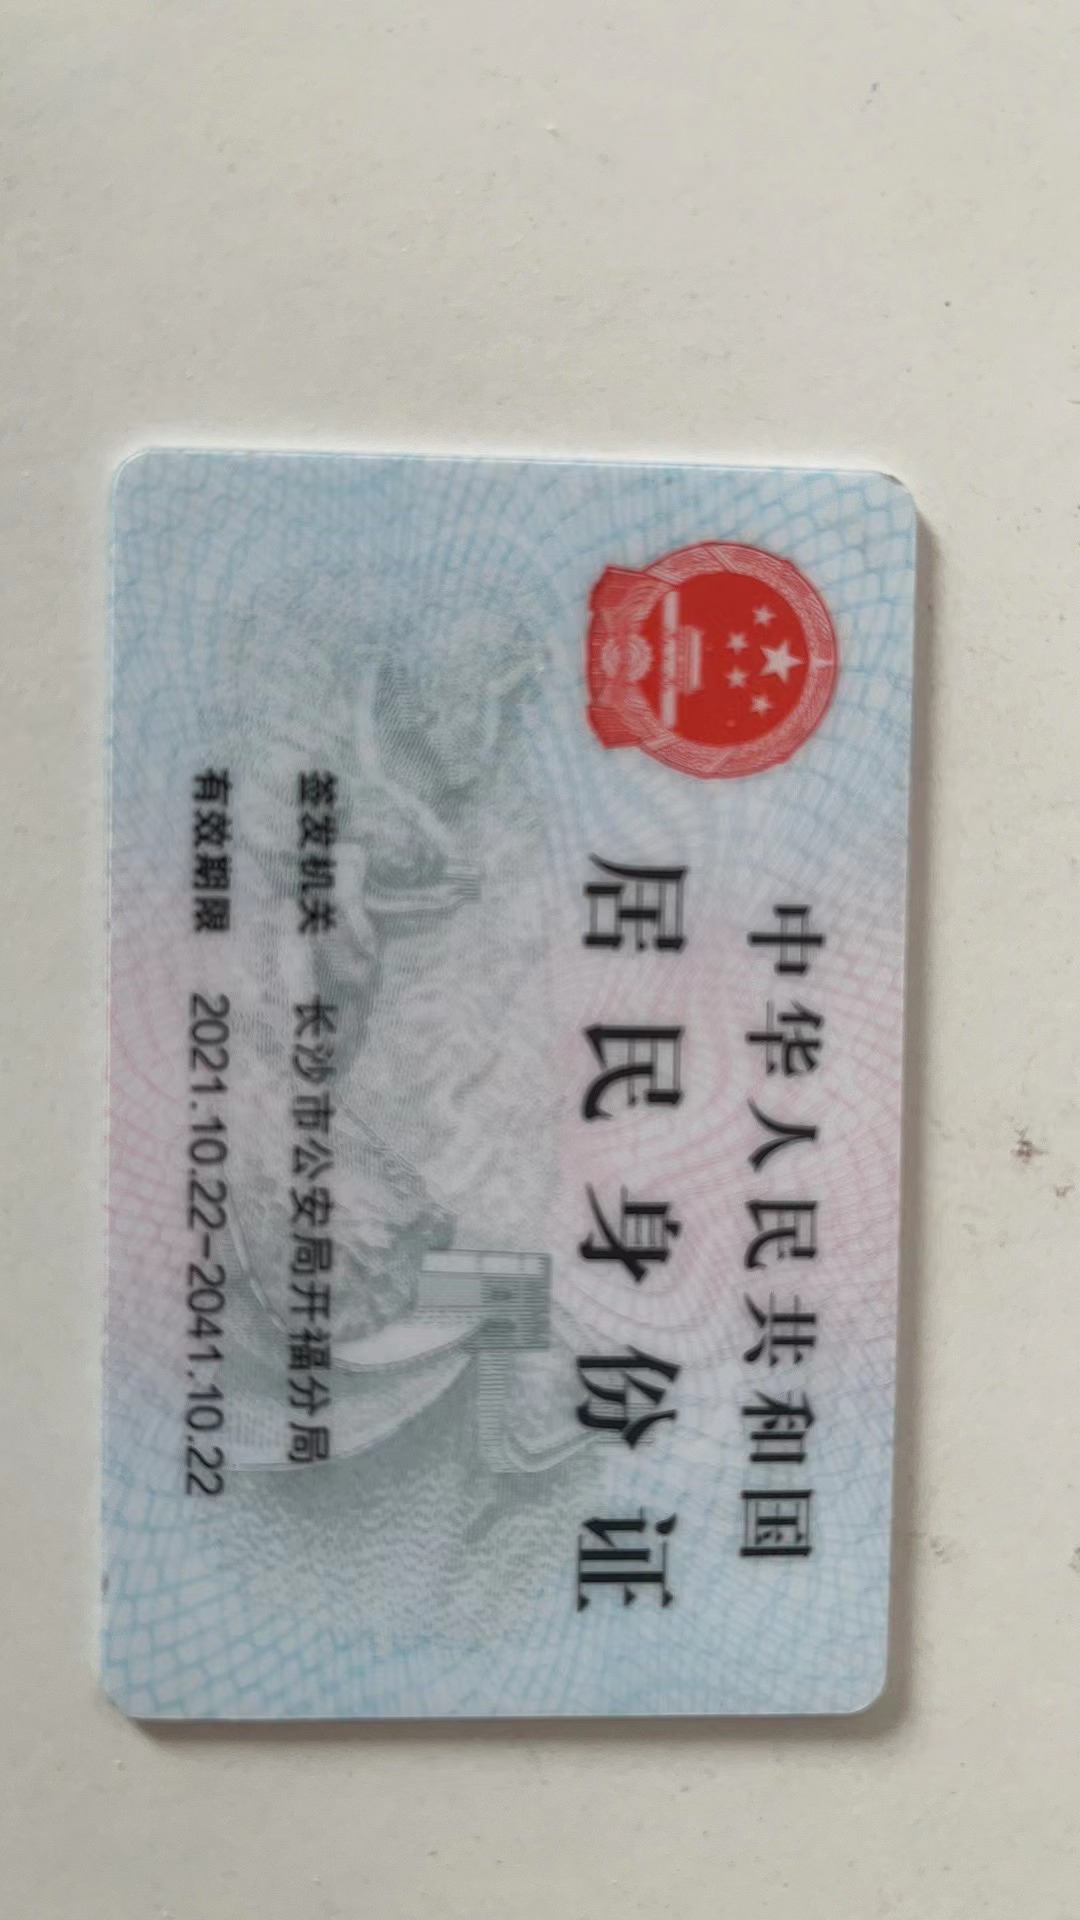 中华人民共和国
居民身份证
签发机关 长沙市公安局开福分局
有效期限 2021.10.22-2041.10.22